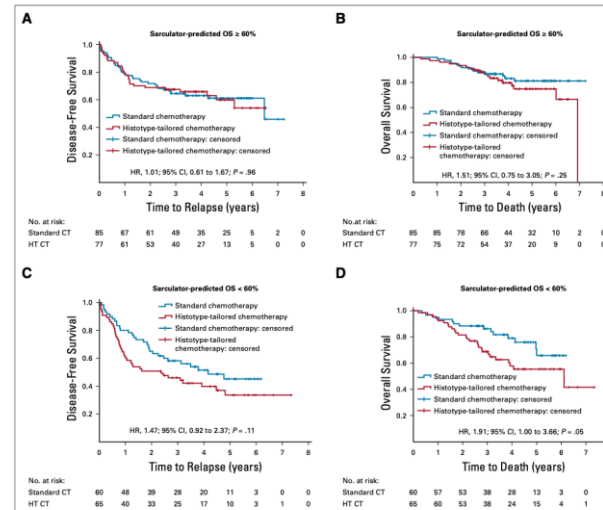 A
Sarculator-predicted OS ≥ 60%
Disease-Free Survival
1.0
0.8
0.6
0.4
0.2
Standard chemotherapy
Histotype-tailored chemotherapy
Standard chemotherapy: censored
Histotype-tailored chemotherapy: censored
HR, 1.01; 95% CI, 0.61 to 1.67; P = .96
0 1 2 3 4 5 6 7 8
Time to Relapse (years)
No. at risk:
Standard CT 85 67 61 49 35 25 5 2 0
HT CT 77 61 53 40 27 13 5 0 0
B
Sarculator-predicted OS ≥ 60%
Overall Survival
1.0
0.8
0.6
0.4
0.2
Standard chemotherapy
Histotype-tailored chemotherapy
Standard chemotherapy: censored
Histotype-tailored
chemotherapy: censored
HR, 1.51; 95% CI, 0.75 to 3.05; P = .25
0 1 2 3 4 5 6 7 8
Time to Death (years)
No. at risk:
Standard CT 85 85 78 66 44 32 10 2 0
HT CT 77 75 72 54 37 20 9 0 0
C
Sarculator-predicted OS < 60%
Disease-Free Survival
1.0
0.8
0.6
0.4
0.2
Standard chemotherapy
Histotype-tailored chemotherapy
Standard chemotherapy: censored
Histotype-tailored
chemotherapy: censored
HR, 1.47; 95% CI, 0.92 to 2.37; P = .11
0 1 2 3 4 5 6 7 8
Time to Relapse (years)
No. at risk:
Standard CT 60 48 39 28 20 11 3 0 0
HT CT 65 40 33 25 17 10 3 1 0
D
Sarculator-predicted OS < 60%
Overall Survival
1.0
0.8
0.6
0.4
0.2
Standard chemotherapy
Histotype-tailored chemotherapy
Standard chemotherapy: censored
Histotype-tailored chemotherapy: censored
HR, 1.91; 95% CI, 1.00 to 3.66; P = .05
0 1 2 3 4 5 6 7 8
Time to Death (years)
No. at risk:
Standard CT 60 57 53 38 28 13 3 0
HT CT 65 60 53 38 24 15 4 1